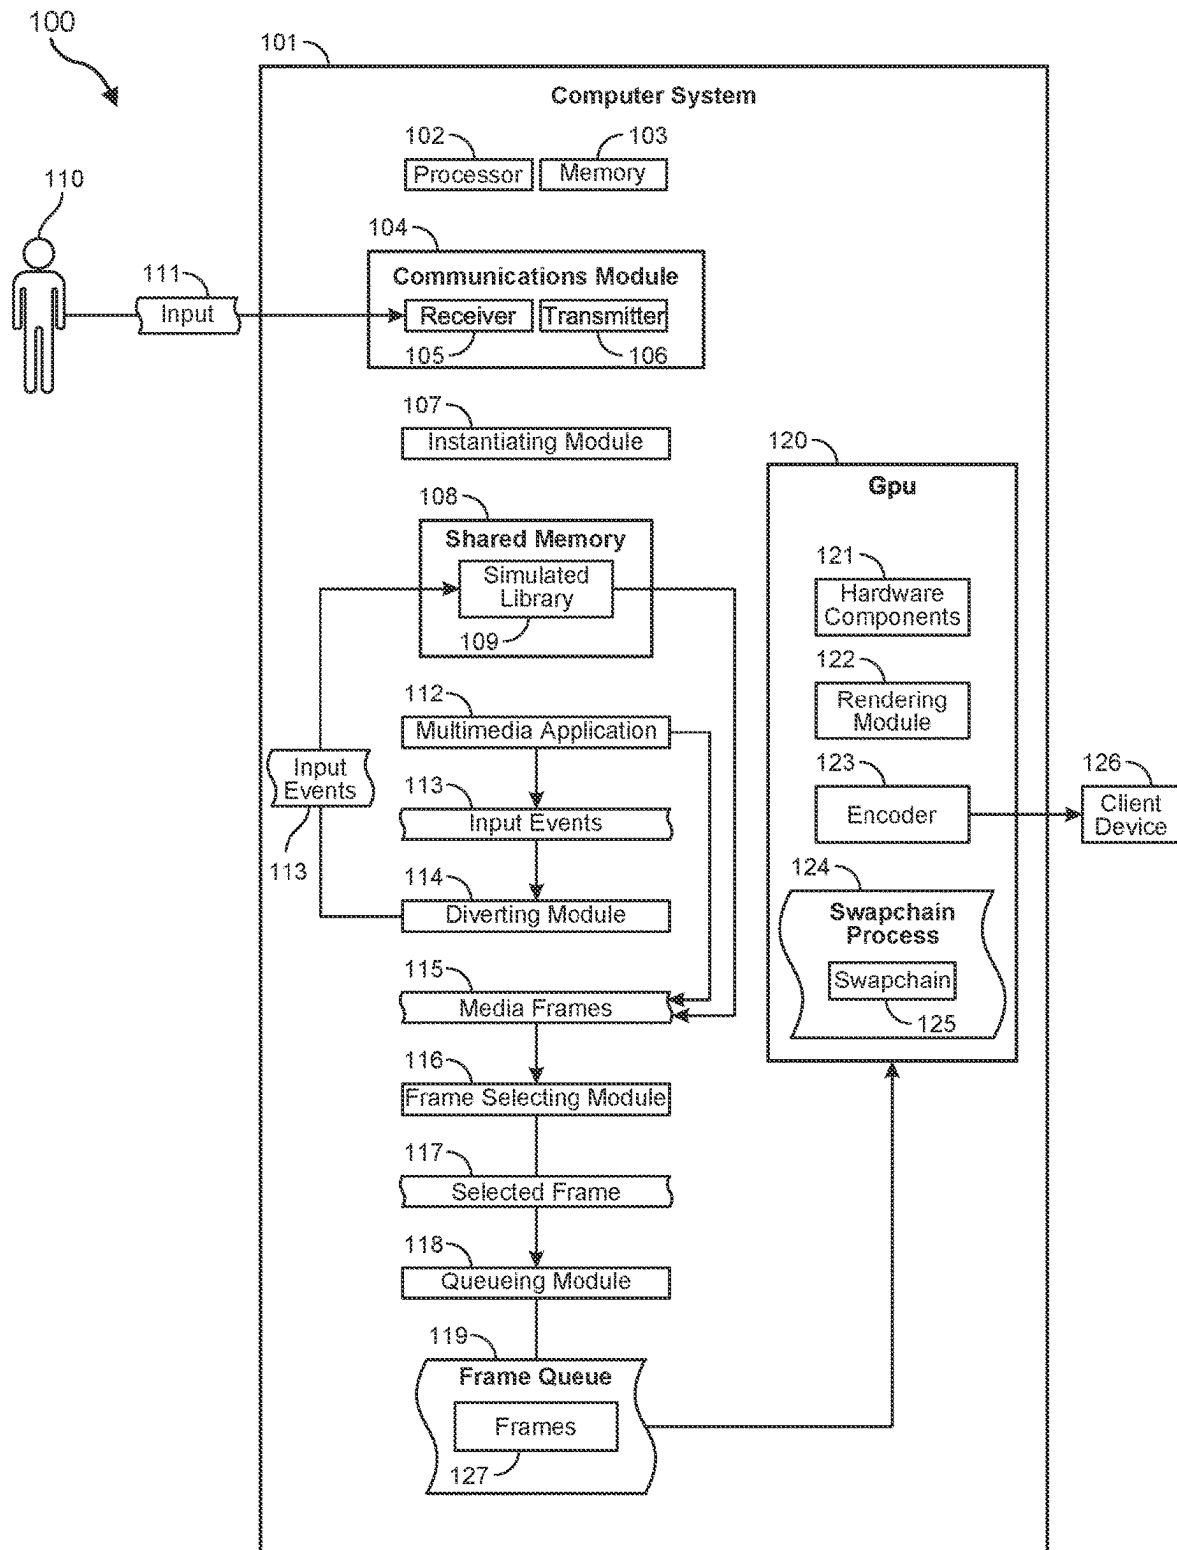 100
101
Computer System
102
103
Processor
Memory
110
104
Communications Module
111
Input
Receiver
Transmitter
105
106
107
Instantiating Module
120
Gpu
108
Shared Memory
Simulated
Library
109
121
Hardware
Components
122
Rendering
Module
112
Multimedia Application
Input
Events
113
113
Input Events
123
Encoder
126
Client
Device
114
Diverting Module
124
Swapchain
Process
Swapchain
125
115
Media Frames
116
Frame Selecting Module
117
Selected Frame
118
Queueing Module
119
Frame Queue
Frames
127